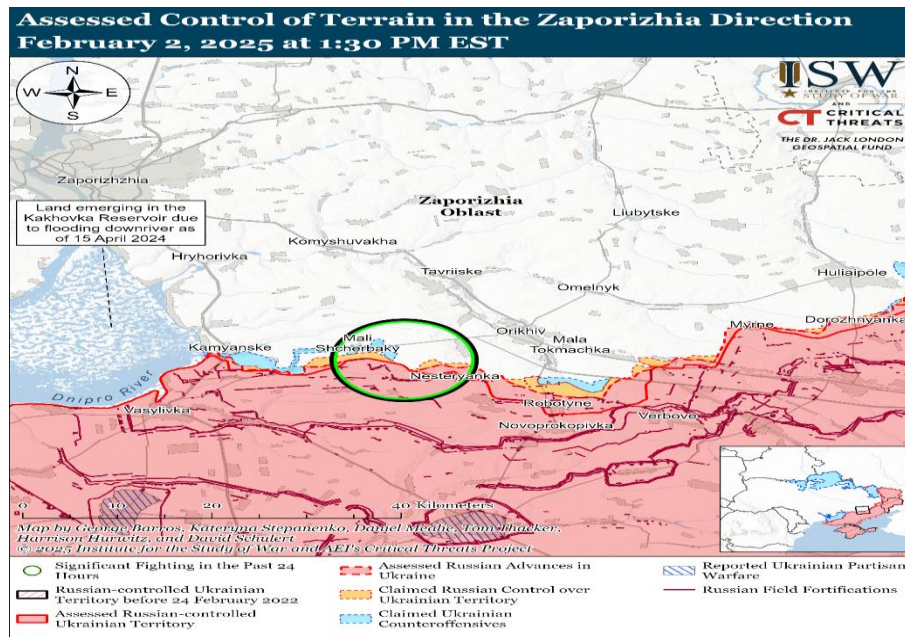 Assessed Control of Terrain in the Zaporizhia Direction
February 2, 2025 at 1:30 PM EST
N
W E
S
ISW
INSTITUTE FOR THE
STUDY OF WAR
AND
CT CRITICAL
THREATS
THE DR. JACK LONDON
GEOSPATIAL FUND
Zaporizhzhia
Land emerging in the
Kakhovka Reservoir due
to flooding downriver as
of 15 April 2024
Zaporizhia
Oblast
Liubytske
Komyshuvakha
Hryhorivka
Tavriiske
Huliaipole
Omelnyk
Orikhiv
Myrne
Dorozhnyanka
Mali
Shcherbaky
Kamyanske
Mala
Tokmachka
Nesteryanka
Dnipro River
Vasylivka
Robotyne
Novoprokopivka
Verbove
0 10 20 40 Kilometers
Map by George Barros, Kateryna Stepanenko, Daniel Mealie, Tom Thacker,
Harrison Hurwitz, and David Schulert
© 2025 Institute for the Study of War and AEI's Critical Threats Project
Significant Fighting in the Past 24
Hours
Russian-controlled Ukrainian
Territory before 24 February 2022
Assessed Russian-controlled
Ukrainian Territory
Assessed Russian Advances in
Ukraine
Claimed Russian Control over
Ukrainian Territory
Claimed Ukrainian
Counteroffensives
Reported Ukrainian Partisan
Warfare
Russian Field Fortifications